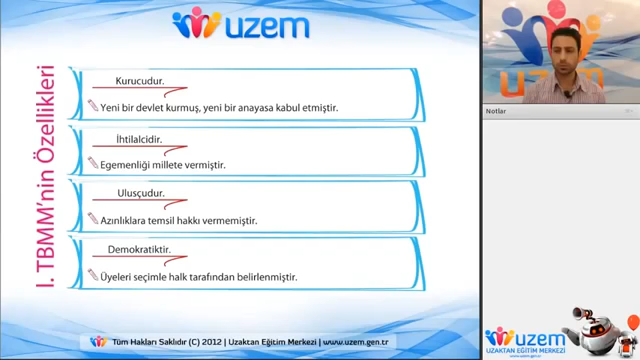 uzem
I. TBMM'nin Özellikleri
Kurucudur.
Yeni bir devlet kurmuş, yeni bir anayasa kabul etmiştir.
İhtilalcidir.
Egemenliği millete vermiştir.
Ulusçudur.
Azınlıklara temsil hakkı vermemiştir.
Demokratiktir.
Üyeleri seçimle halk tarafından belirlenmiştir.
Tüm Hakları Saklıdır (C) 2012 | Uzaktan Eğitim Merkezi | www.uzem.gen.tr
Notlar
uzem
UZAKTAN EĞİTİM MERKEZİ